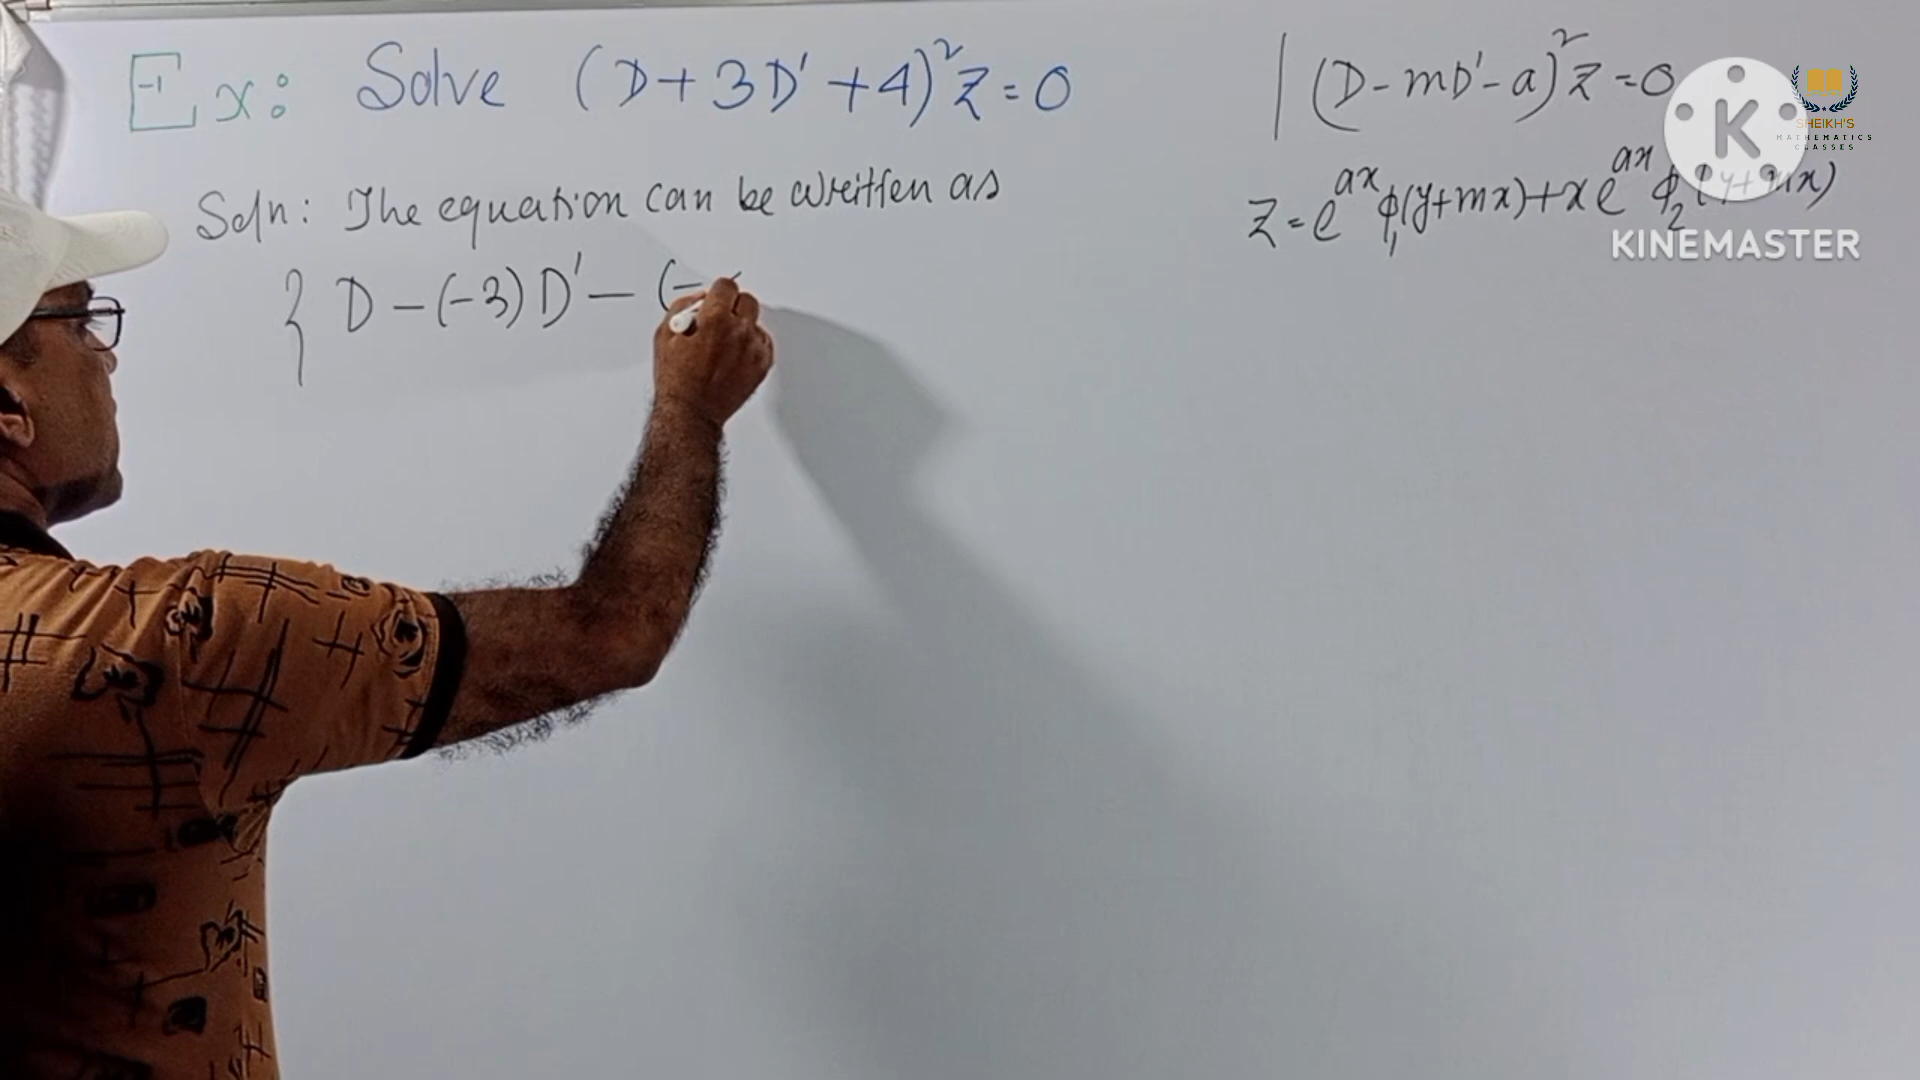 Ex: Solve (D+3D'+4)²Z=0
| (D-mD'-a)²Z=0
Z=e^{ax}ϕ₁(y+mx)+xe^{ax}ϕ₂(y+mx)
Soln: The equation can be written as
{ D-(-3)D'-(-
K
KINEMASTER
SHEIKH'S
MATHEMATICS
CLASSES